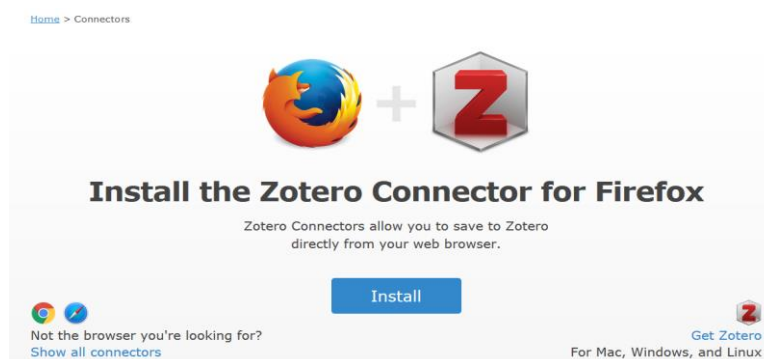 Home > Connectors
Z
Install the Zotero Connector for Firefox
Zotero Connectors allow you to save to Zotero
directly from your web browser.
Install
Not the browser you're looking for?
Show all connectors
Z
Get Zotero
For Mac, Windows, and Linux